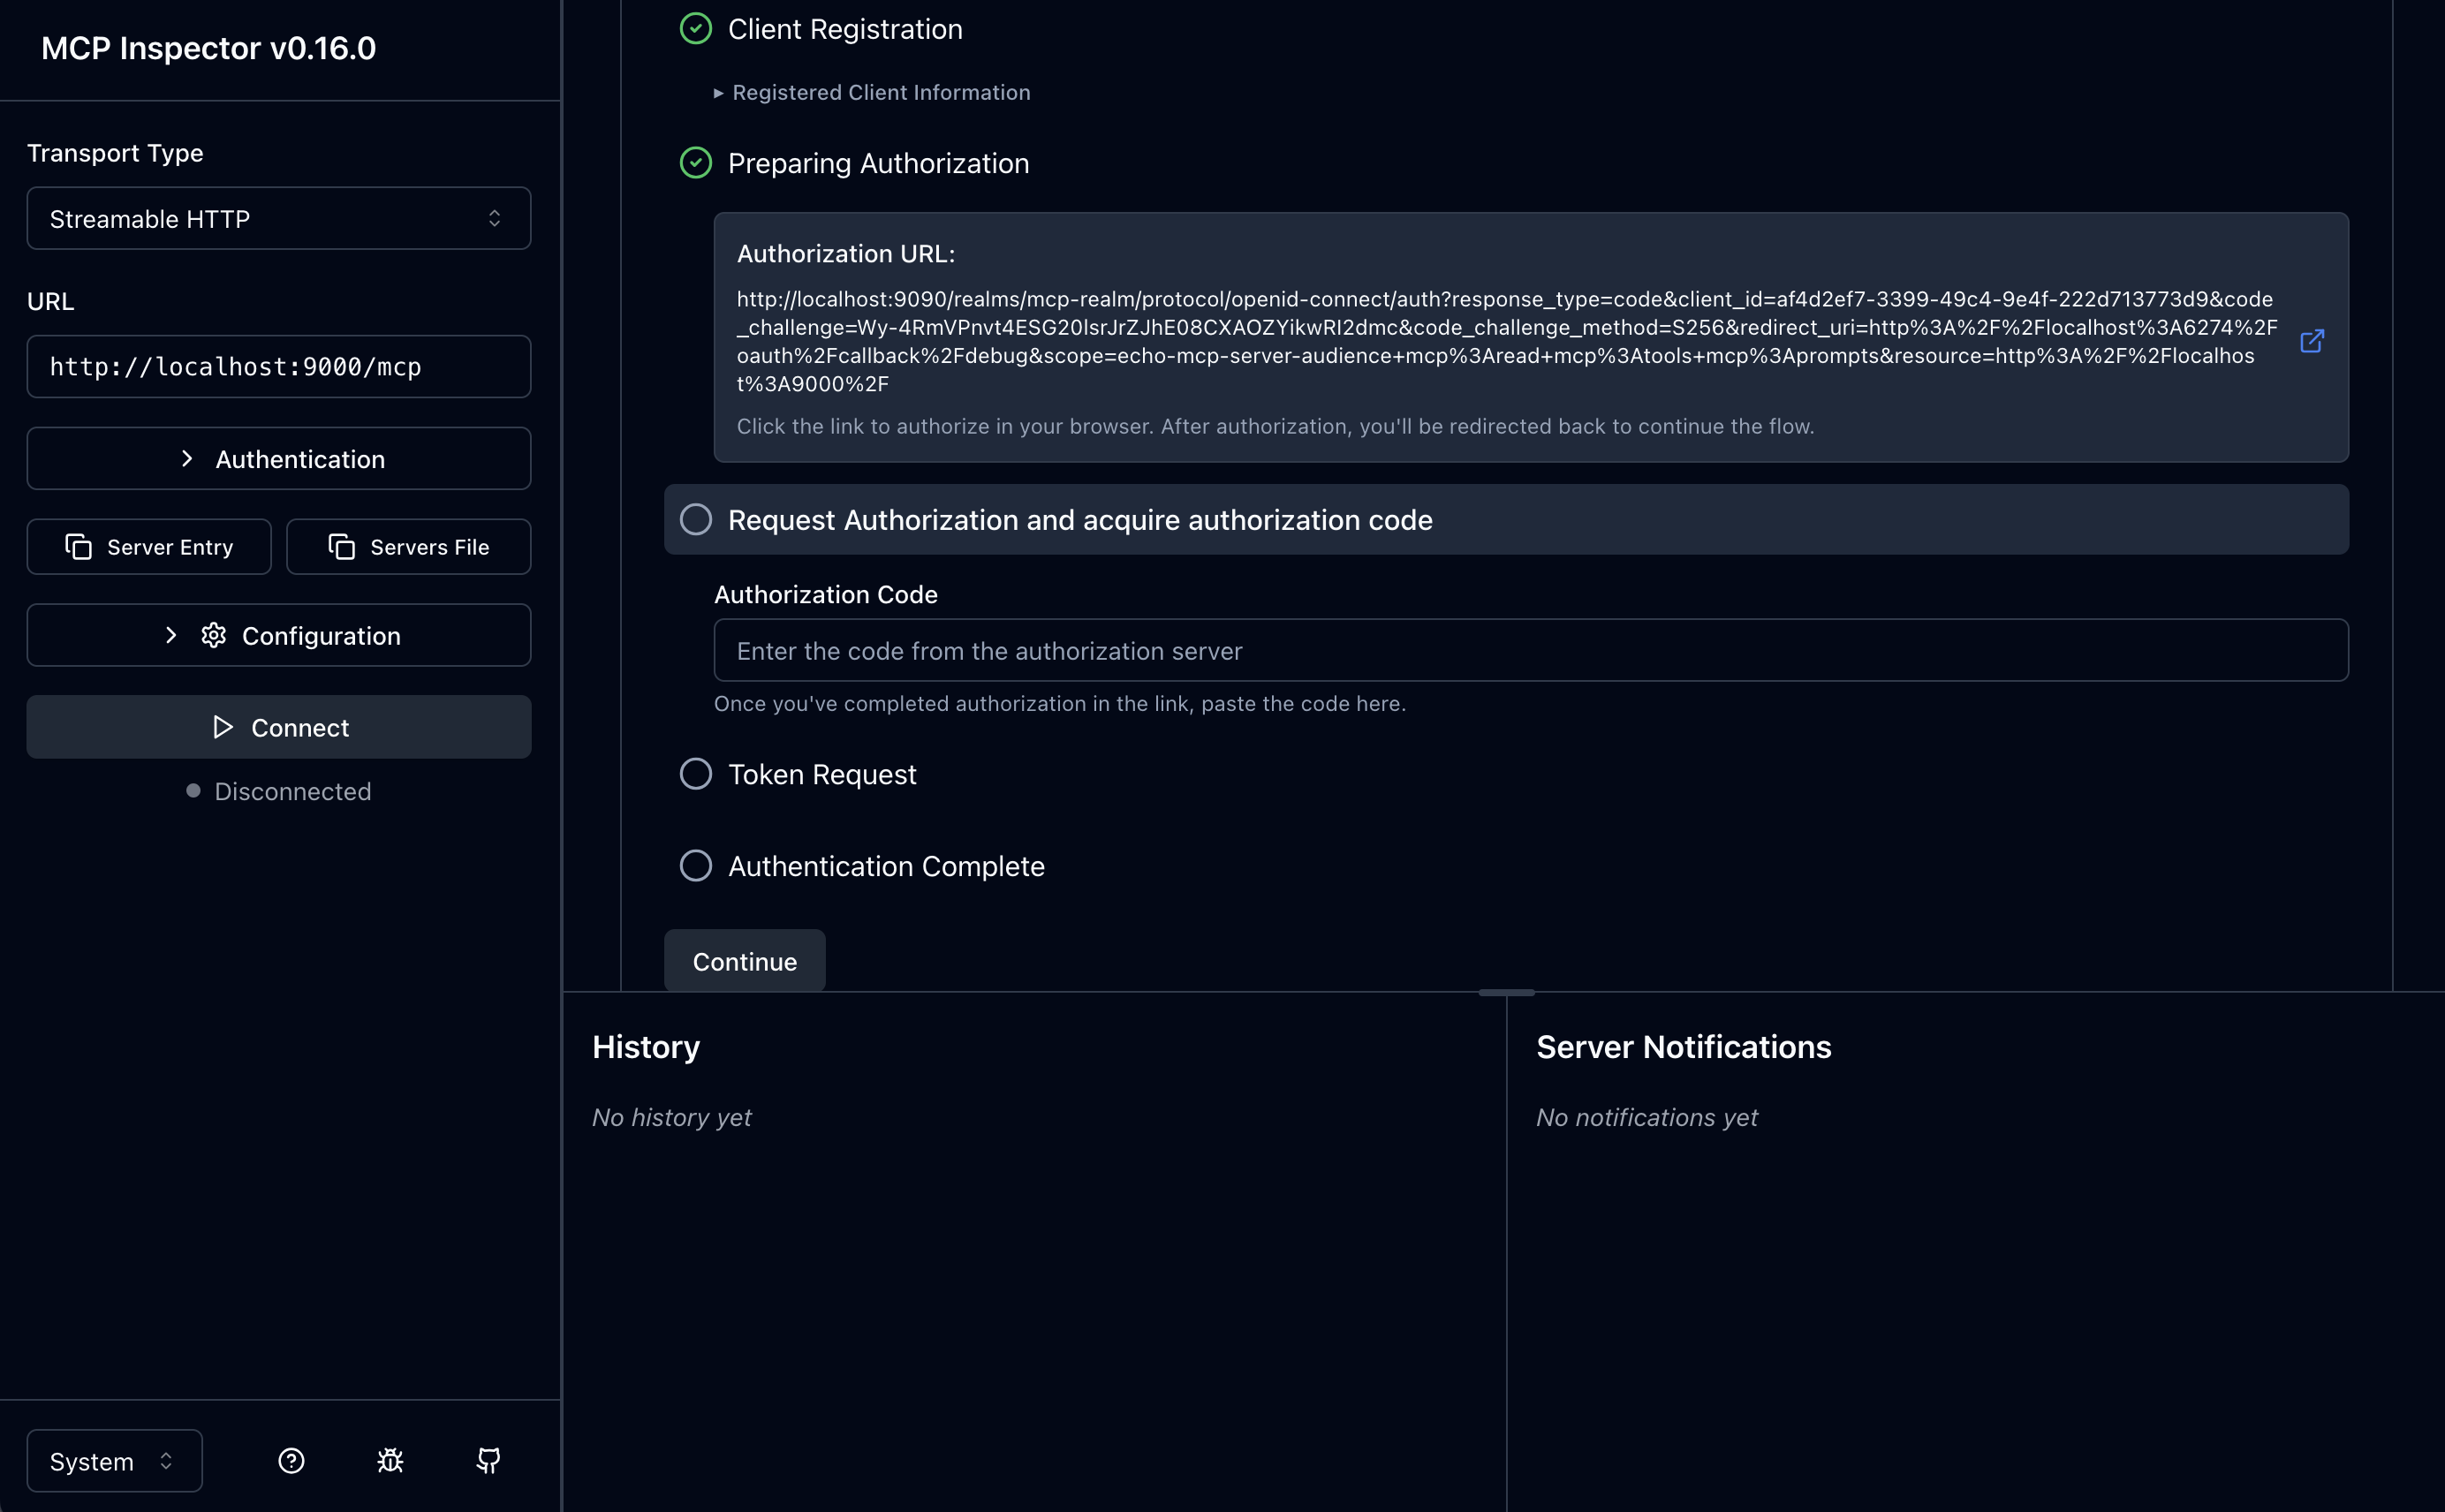 MCP Inspector v0.16.0
Transport Type
Streamable HTTP
URL
http://localhost:9000/mcp
Authentication
Server Entry
Servers File
Configuration
Connect
Disconnected
System
Client Registration
Registered Client Information
Preparing Authorization
Authorization URL:
http://localhost:9090/realms/mcp-realm/protocol/openid-connect/auth?response_type=code&client_id=af4d2ef7-3399-49c4-9e4f-222d713773d9&code
_challenge=Wy-4RmVPnvt4ESG20lsrJrZJhE08CXAOZYikwRI2dmc&code_challenge_method=S256&redirect_uri=http%3A%2F%2Flocalhost%3A6274%2F
oauth%2Fcallback%2Fdebug&scope=echo-mcp-server-audience+mcp%3Aread+mcp%3Atools+mcp%3Aprompts&resource=http%3A%2F%2Flocalhos
t%3A9000%2F
Click the link to authorize in your browser. After authorization, you'll be redirected back to continue the flow.
Request Authorization and acquire authorization code
Authorization Code
Enter the code from the authorization server
Once you've completed authorization in the link, paste the code here.
Token Request
Authentication Complete
Continue
History
No history yet
Server Notifications
No notifications yet